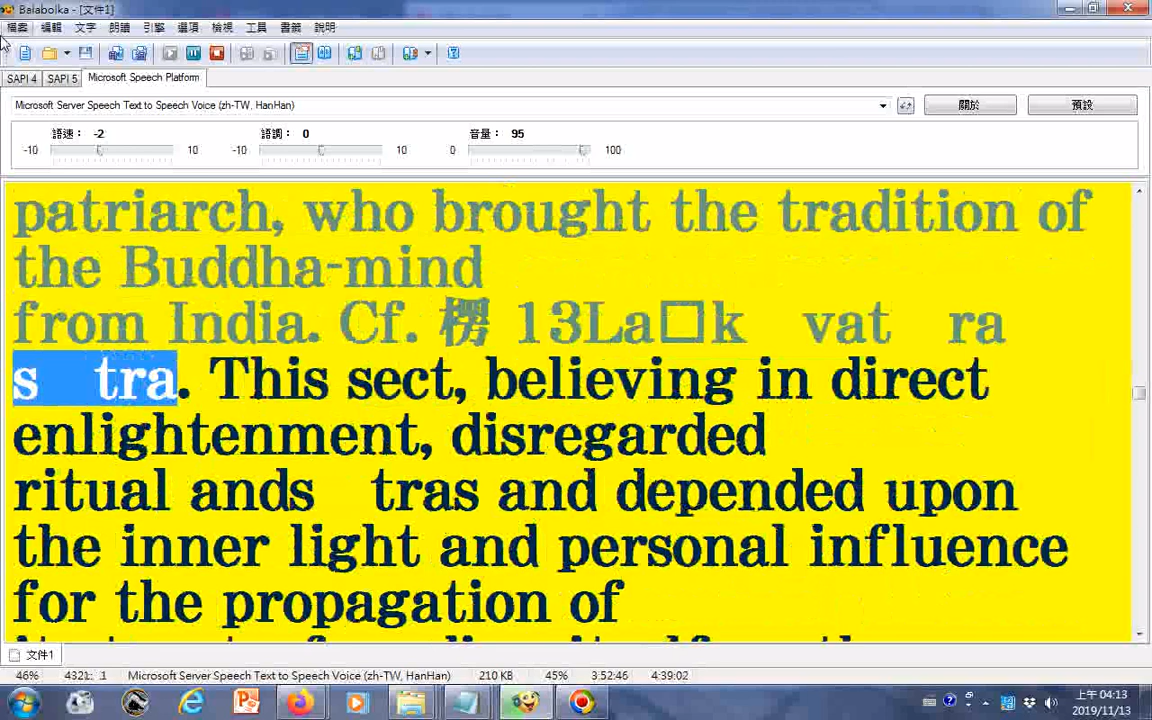 Balabolka - [文件1]
檔案 編輯 文字 朗讀 引擎 選項 檢視 工具 書籤 說明
SAPI 4 SAPI 5 Microsoft Speech Platform
Microsoft Server Speech Text to Speech Voice (zh-TW, HanHan) 關於 預設
語速: -2 語調: 0 音量: 95
-10 10 -10 10 0 100
patriarch, who brought the tradition of
the Buddha-mind
from India. Cf. 楞 13La□k vat ra
s tra. This sect, believing in direct
enlightenment, disregarded
ritual ands tras and depended upon
the inner light and personal influence
for the propagation of
文件1
46% 4321: 1 Microsoft Server Speech Text to Speech Voice (zh-TW, HanHan) 210 KB 45% 3:52:46 4:39:02
上午 04:13
2019/11/13